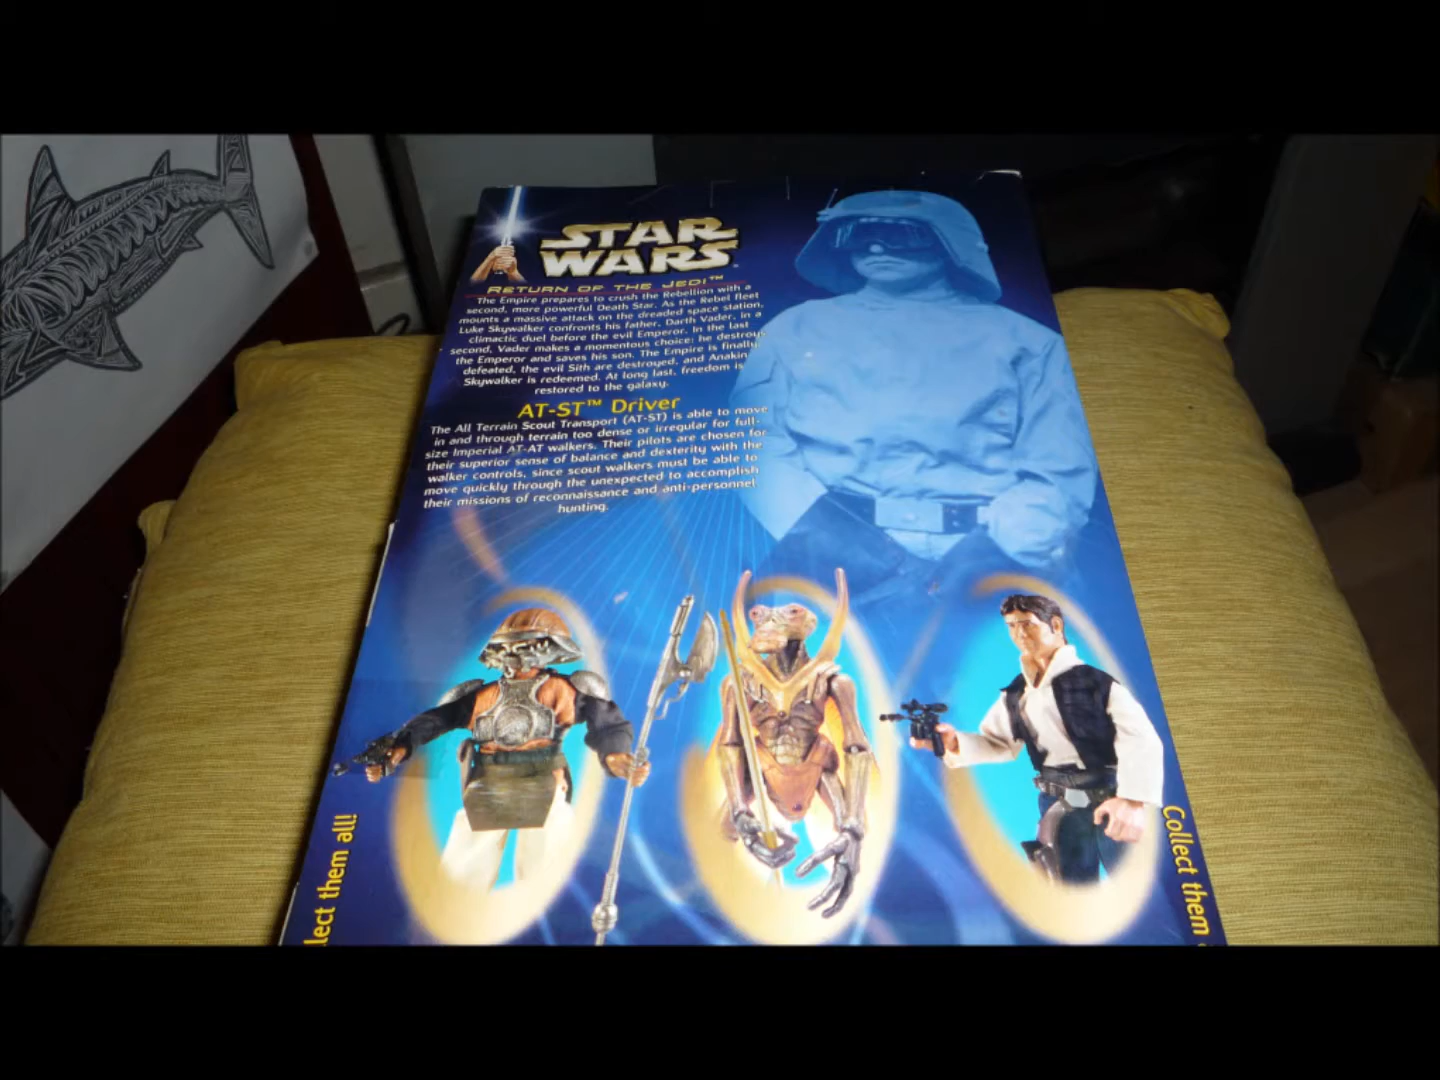 STAR
WARS
RETURN OF THE JEDI™
The Empire prepares to crush the Rebellion with a
second, more powerful Death Star. As the Rebel fleet
mounts a massive attack on the dreaded space station,
Luke Skywalker confronts his father, Darth Vader, in a
climactic duel before the evil Emperor. In the last
second, Vader makes a momentous choice: he destroys
the Emperor and saves his son. The Empire is finally
defeated, the evil Sith are destroyed, and Anakin
Skywalker is redeemed. At long last, freedom is
restored to the galaxy.
AT-ST™ Driver
The All Terrain Scout Transport (AT-ST) is able to move
in and through terrain too dense or irregular for full-
size Imperial AT-AT walkers. Their pilots are chosen for
their superior sense of balance and dexterity with the
walker controls, since scout walkers must be able to
move quickly through the unexpected to accomplish
their missions of reconnaissance and anti-personnel
hunting.
lect them all!
Collect them